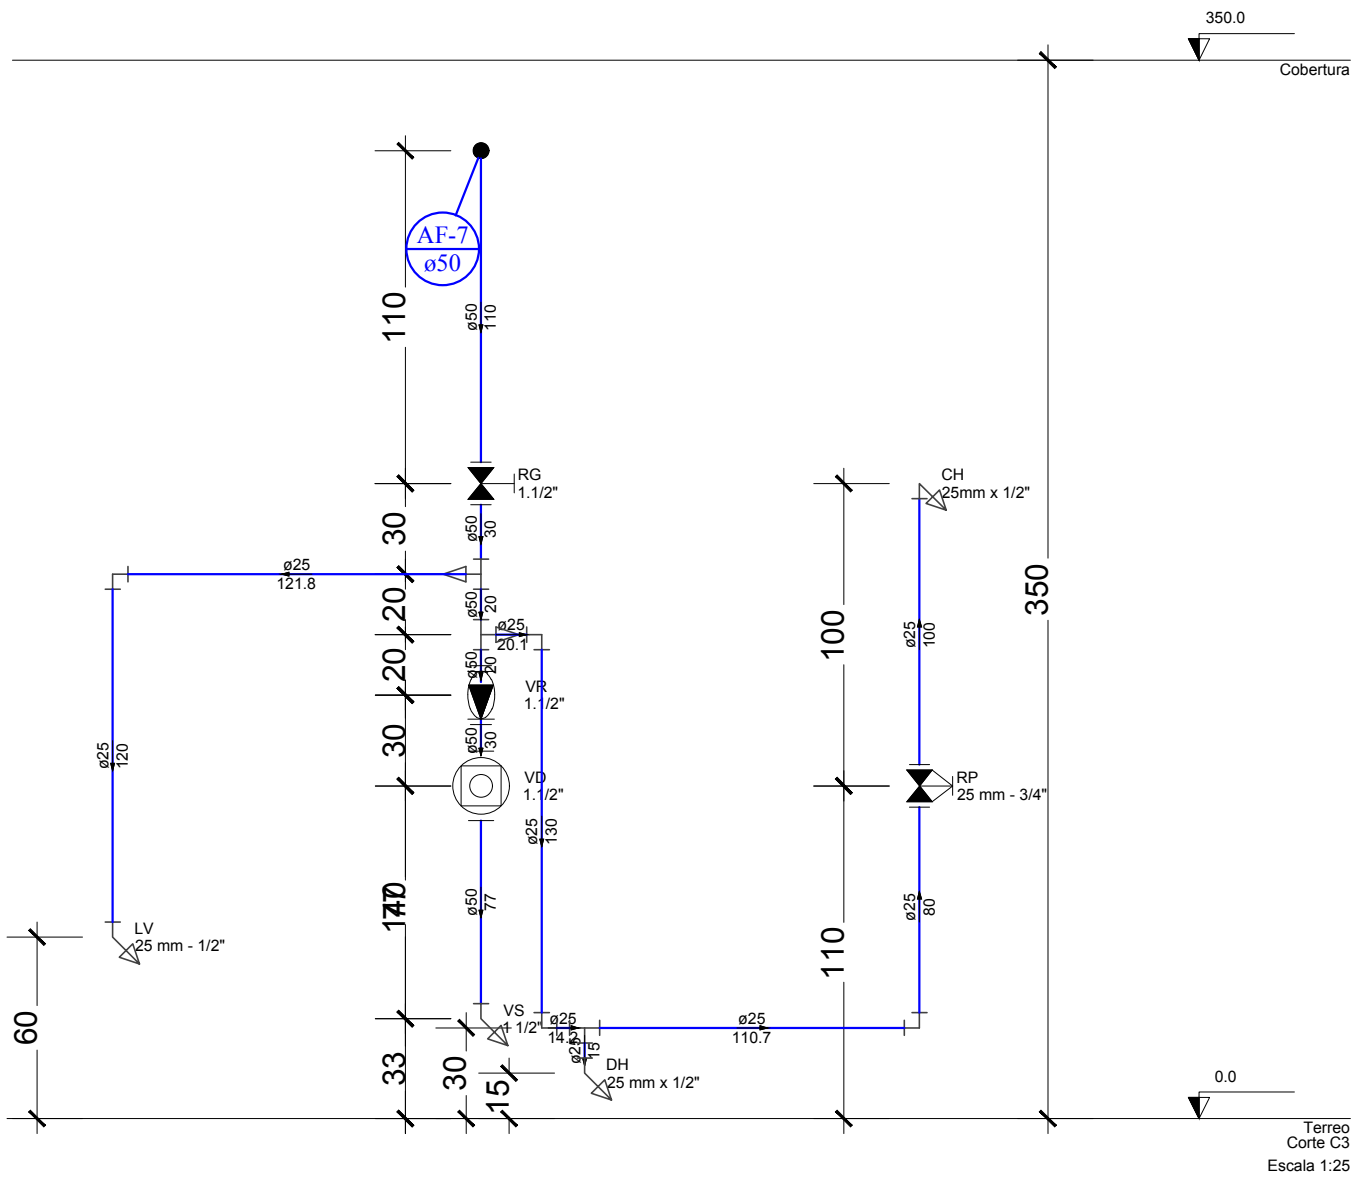 350.0
Cobertura
AF-7
ø50
110
ø50
110
RG
1.1/2"
CH
25mm x 1/2"
30
ø50
30
ø25
121.8
350
20
ø50
20
ø25
20.1
100
ø25
100
20
ø50
20
VR
1.1/2"
30
ø50
30
ø25
120
VD
1.1/2"
RP
25 mm - 3/4"
ø25
130
77
ø50
77
ø25
80
LV
25 mm - 1/2"
110
60
VS
1 1/2"
ø25
ø25
110.7
ø25
15
33
30
15
DH
25 mm x 1/2"
0.0
Terreo
Corte C3
Escala 1:25